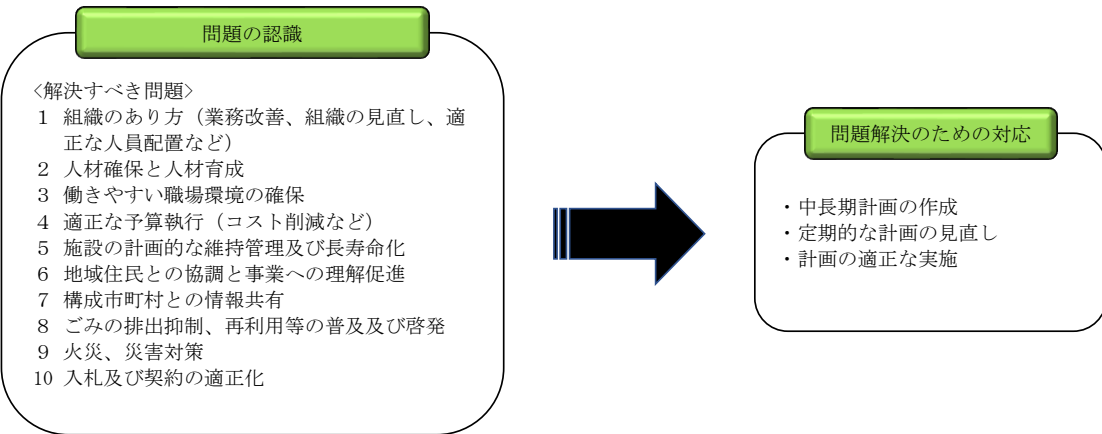 問題の認識
<解決すべき問題>
１ 組織のあり方（業務改善、組織の見直し、適
正な人員配置など）
２ 人材確保と人材育成
３ 働きやすい職場環境の確保
４ 適正な予算執行（コスト削減など）
５ 施設の計画的な維持管理及び長寿命化
６ 地域住民との協調と事業への理解促進
７ 構成市町村との情報共有
８ ごみの排出抑制、再利用等の普及及び啓発
９ 火災、災害対策
10 入札及び契約の適正化
問題解決のための対応
・中長期計画の作成
・定期的な計画の見直し
・計画の適正な実施